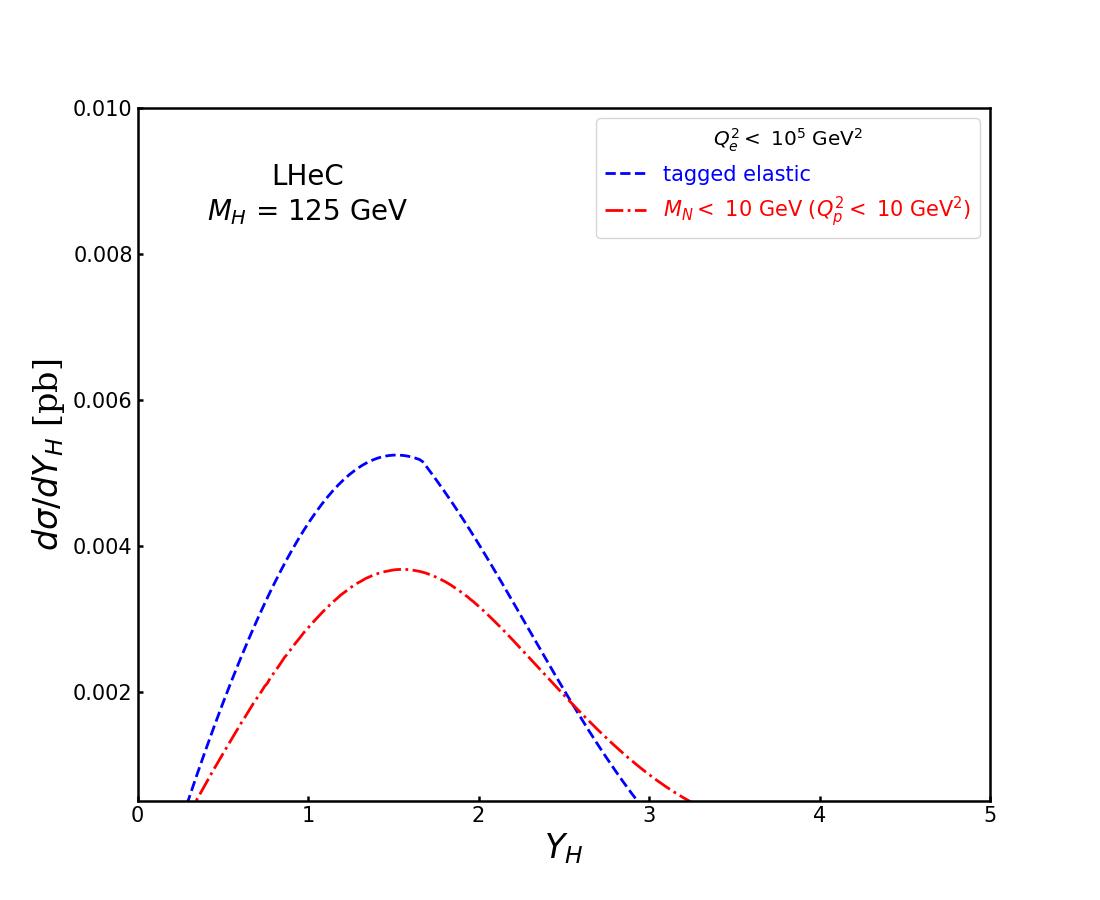 0.010
0.008
0.006
0.004
0.002
0 1 2 3 4 5
LHeC
M_H = 125 GeV
Q_e^2 < 10^5 GeV^2
tagged elastic
M_N < 10 GeV (Q_p^2 < 10 GeV^2)
dσ/dY_H [pb]
Y_H